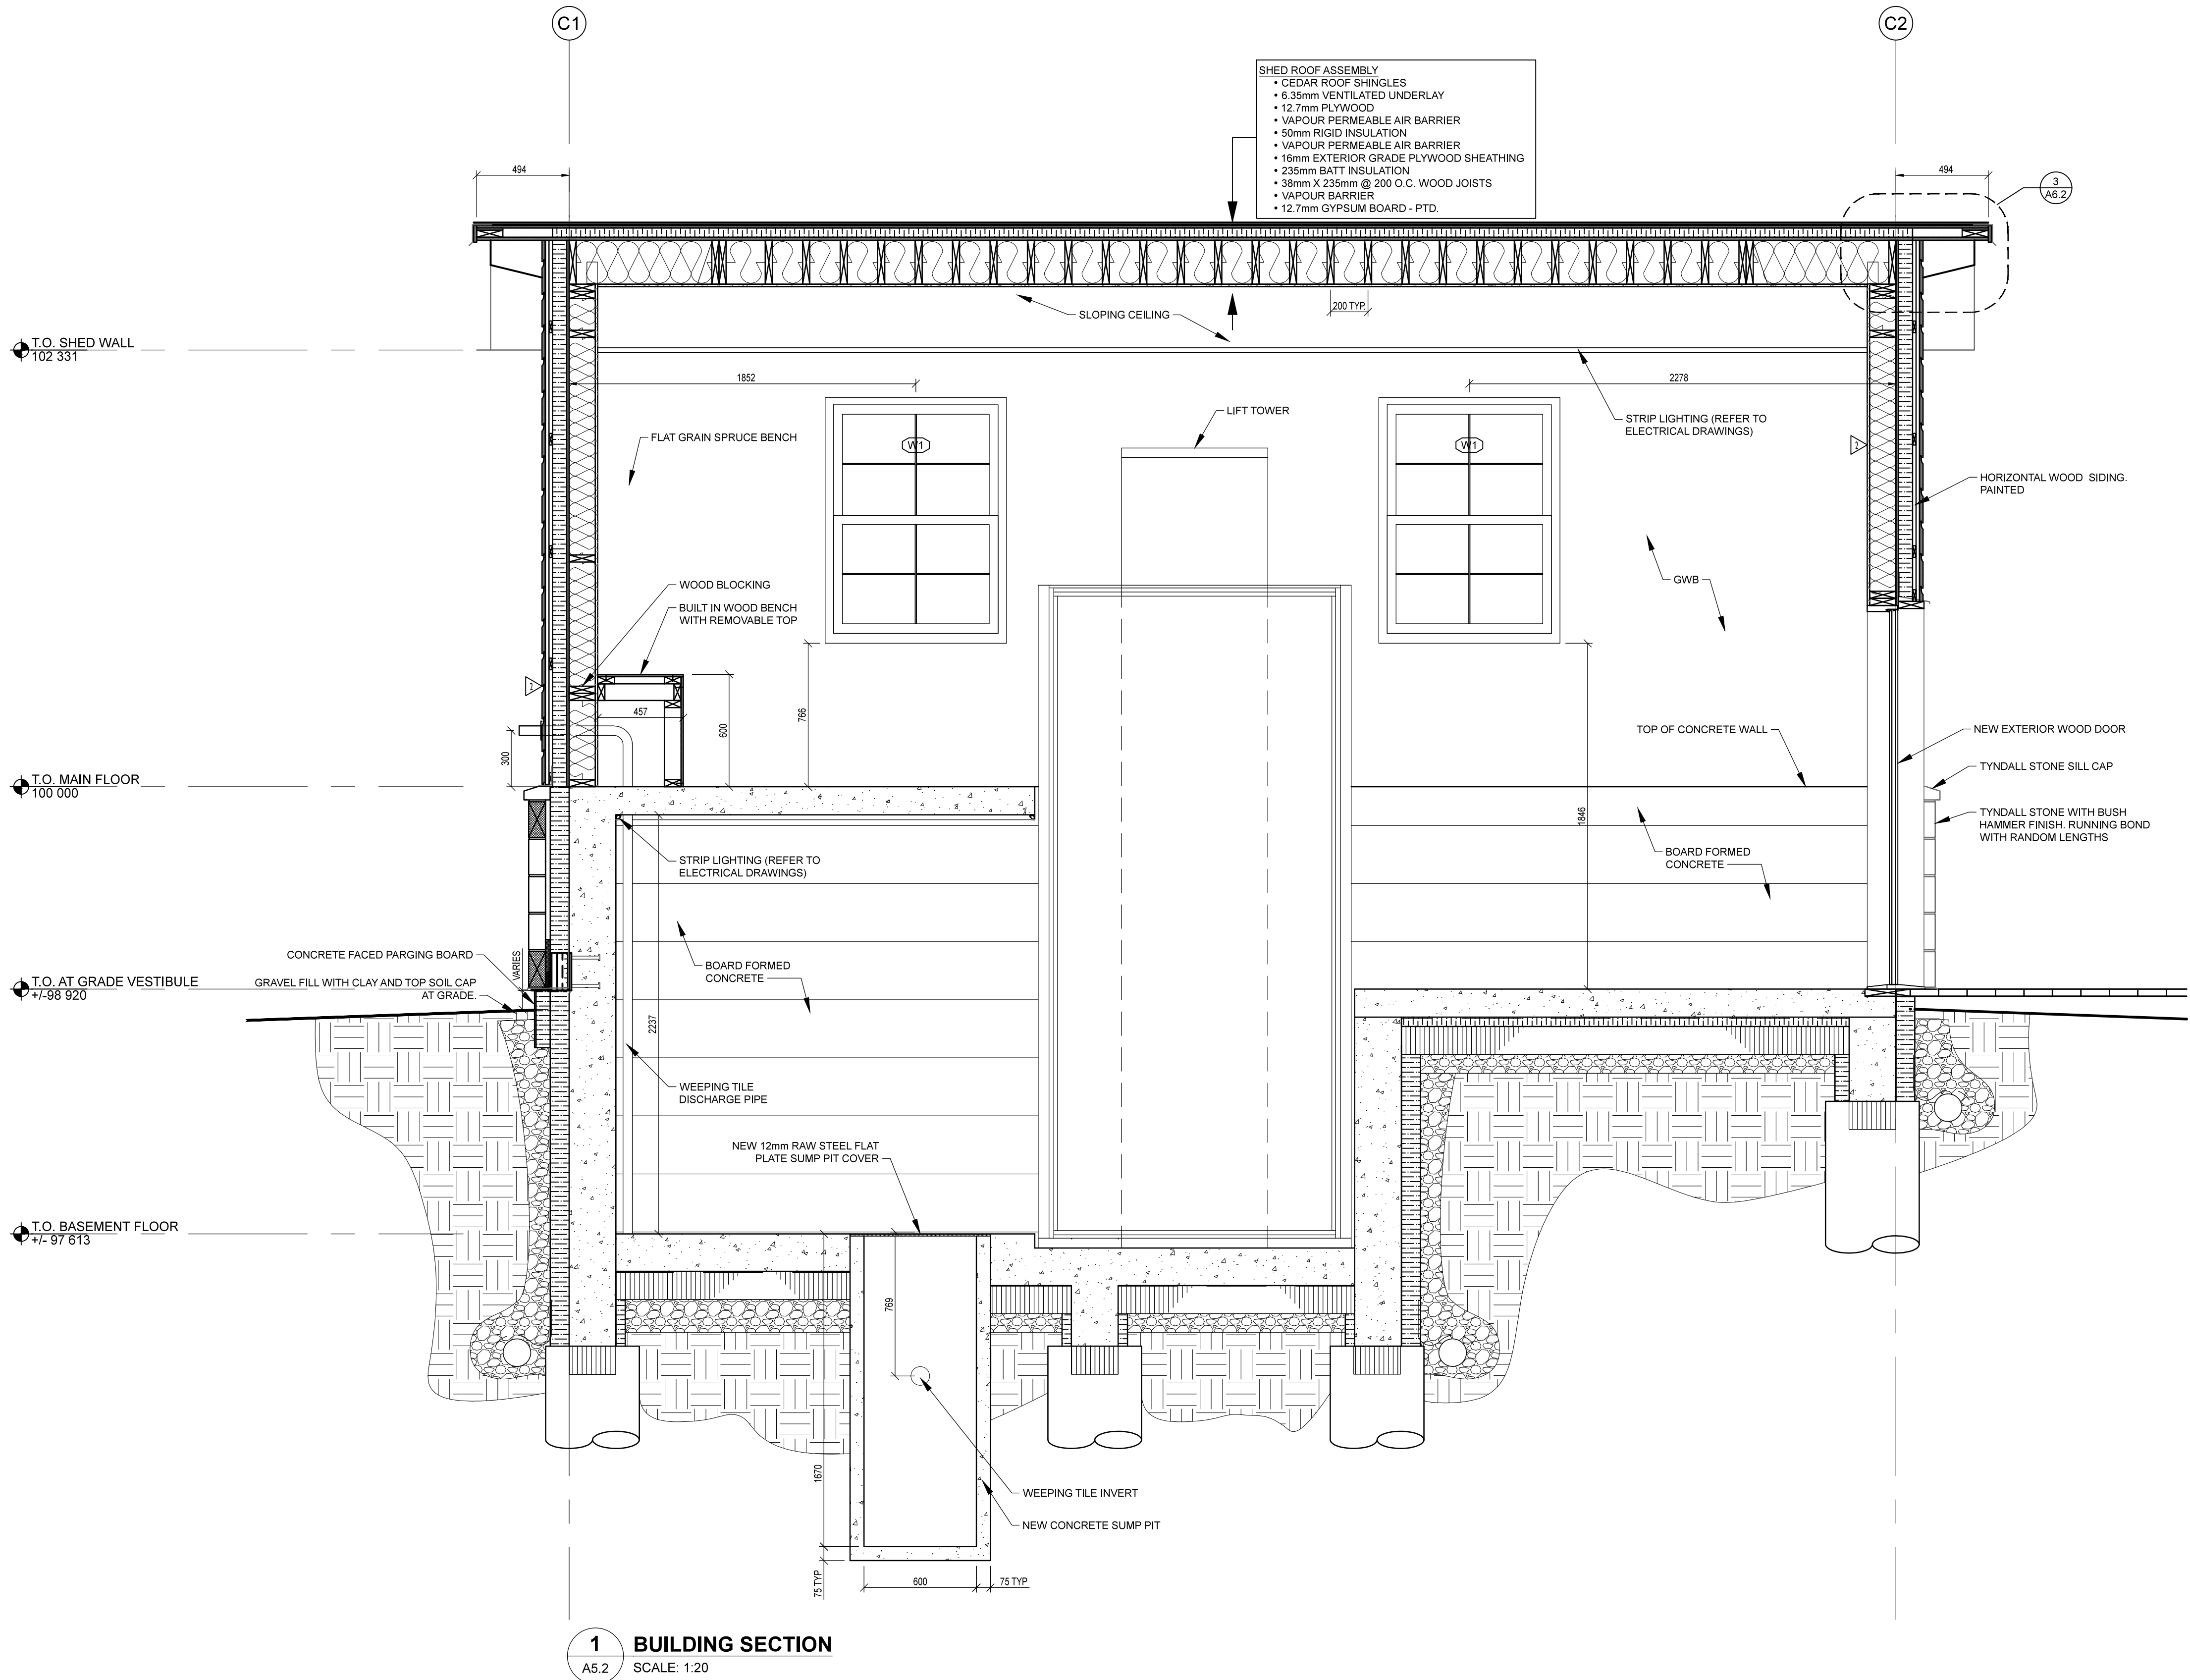 C1
C2
SHED ROOF ASSEMBLY
• CEDAR ROOF SHINGLES
• 6.35mm VENTILATED UNDERLAY
• 12.7mm PLYWOOD
• VAPOUR PERMEABLE AIR BARRIER
• 50mm RIGID INSULATION
• VAPOUR PERMEABLE AIR BARRIER
• 16mm EXTERIOR GRADE PLYWOOD SHEATHING
• 235mm BATT INSULATION
• 38mm X 235mm @ 200 O.C. WOOD JOISTS
• VAPOUR BARRIER
• 12.7mm GYPSUM BOARD - PTD.
494
494
3
A6.2
200 TYP.
SLOPING CEILING
T.O. SHED WALL
102 331
1852
2278
LIFT TOWER
STRIP LIGHTING (REFER TO
ELECTRICAL DRAWINGS)
FLAT GRAIN SPRUCE BENCH
W1
W1
2
HORIZONTAL WOOD  SIDING.
PAINTED
GWB
WOOD BLOCKING
BUILT IN WOOD BENCH
WITH REMOVABLE TOP
2
457
600
766
300
TOP OF CONCRETE WALL
NEW EXTERIOR WOOD DOOR
TYNDALL STONE SILL CAP
T.O. MAIN FLOOR
100 000
1846
TYNDALL STONE WITH BUSH
HAMMER FINISH. RUNNING BOND
WITH RANDOM LENGTHS
BOARD FORMED
CONCRETE
STRIP LIGHTING (REFER TO
ELECTRICAL DRAWINGS)
CONCRETE FACED PARGING BOARD
VARIES
BOARD FORMED
CONCRETE
T.O. AT GRADE VESTIBULE
+/-98 920
GRAVEL FILL WITH CLAY AND TOP SOIL CAP
AT GRADE.
2237
WEEPING TILE
DISCHARGE PIPE
NEW 12mm RAW STEEL FLAT
PLATE SUMP PIT COVER
T.O. BASEMENT FLOOR
+/- 97 613
769
1670
WEEPING TILE INVERT
NEW CONCRETE SUMP PIT
75 TYP
600
75 TYP
1
A5.2
BUILDING SECTION
SCALE: 1:20